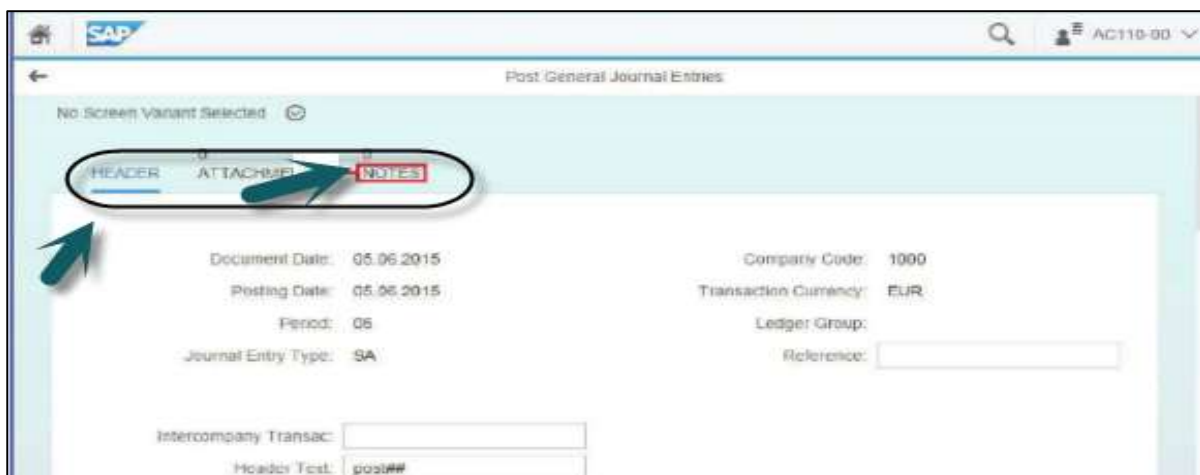 SAP AC110-00
Post General Journal Entries
No Screen Variant Selected
0 0
HEADER ATTACHME NOTES
Document Date: 05.06.2015 Company Code: 1000
Posting Date: 05.06.2015 Transaction Currency: EUR
Period: 06 Ledger Group:
Journal Entry Type: SA Reference:
Intercompany Transac:
Header Text: post##